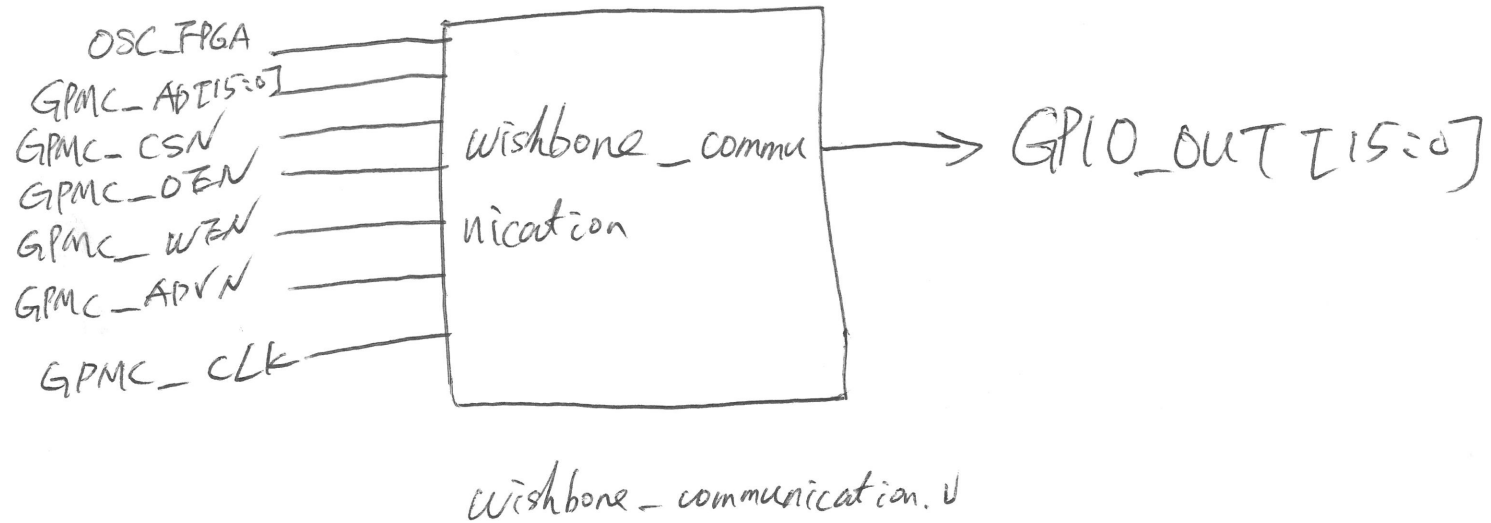 OSC_FPGA
GPMC_AD[15:0]
GPMC_CSN
GPMC_OEN
GPMC_WEN
GPMC_ADVN
GPMC_CLK
wishbone_commu
nication
GPIO_OUT[15:0]
wishbone_communication.v